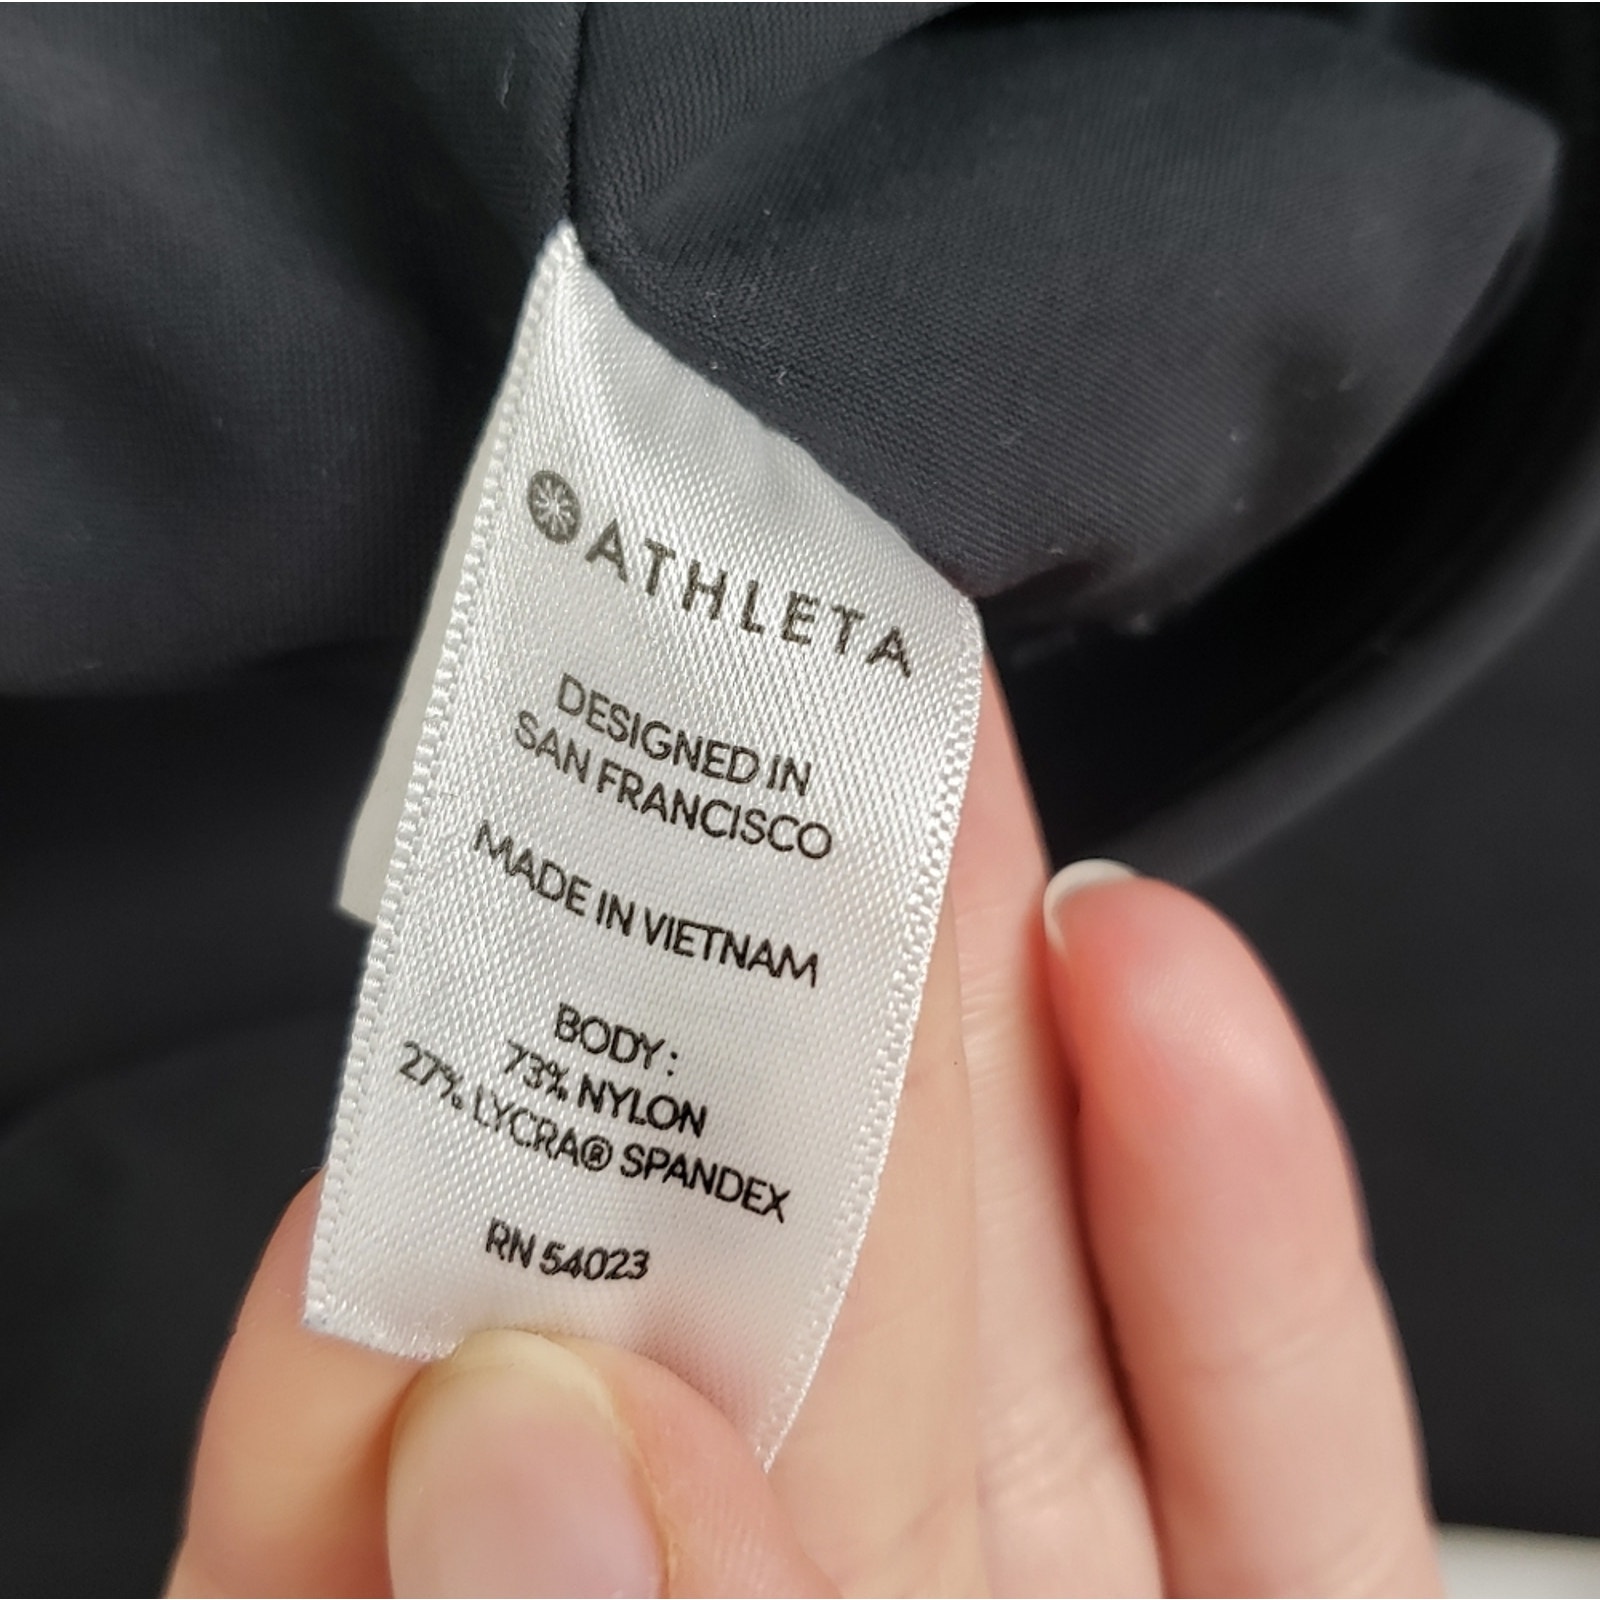 ATHLETA
DESIGNED IN
SAN FRANCISCO
MADE IN VIETNAM
BODY :
73% NYLON
27% LYCRA® SPANDEX
RN 54023